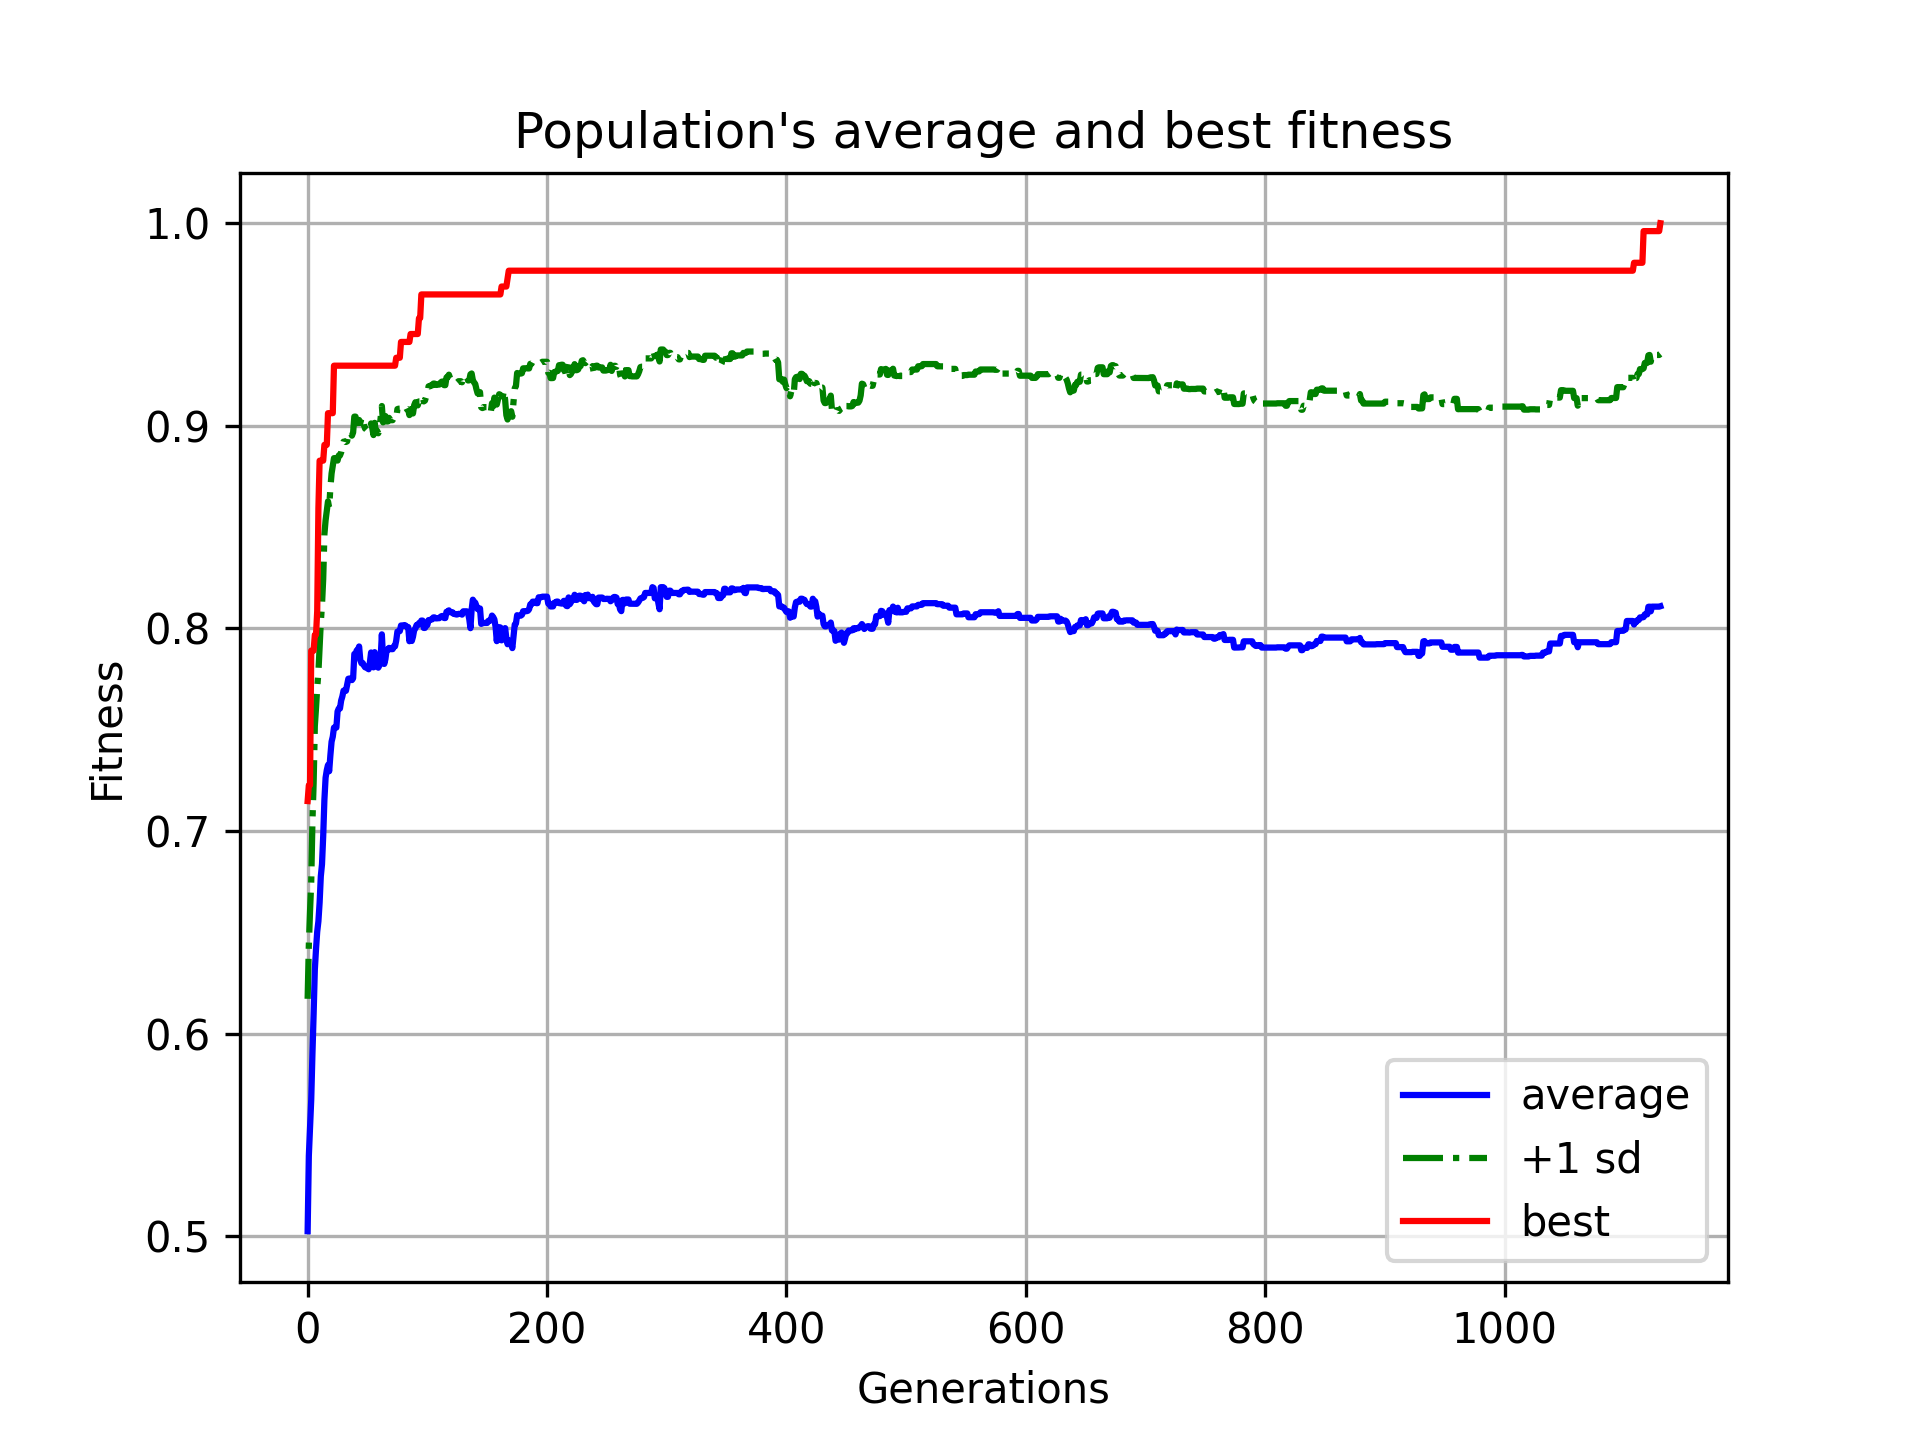 Population's average and best fitness
1.0
0.9
0.8
0.7
0.6
0.5
Fitness
0 200 400 600 800 1000
Generations
average
+1 sd
best